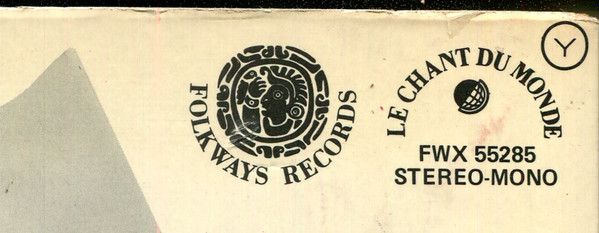 FOLKWAYS RECORDS
LE CHANT DU MONDE
Y
FWX 55285
STEREO-MONO